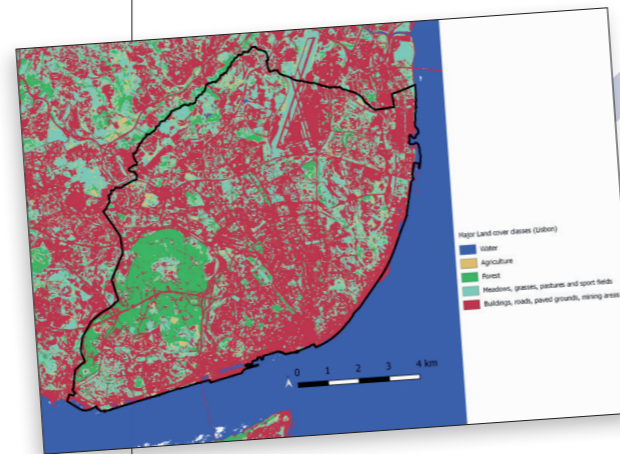 Major Land cover classes (Lisbon)
Water
Agriculture
Forest
Meadows, grasses, pastures and sport fields
Buildings, roads, paved grounds, mining areas
0 1 2 3 4 km